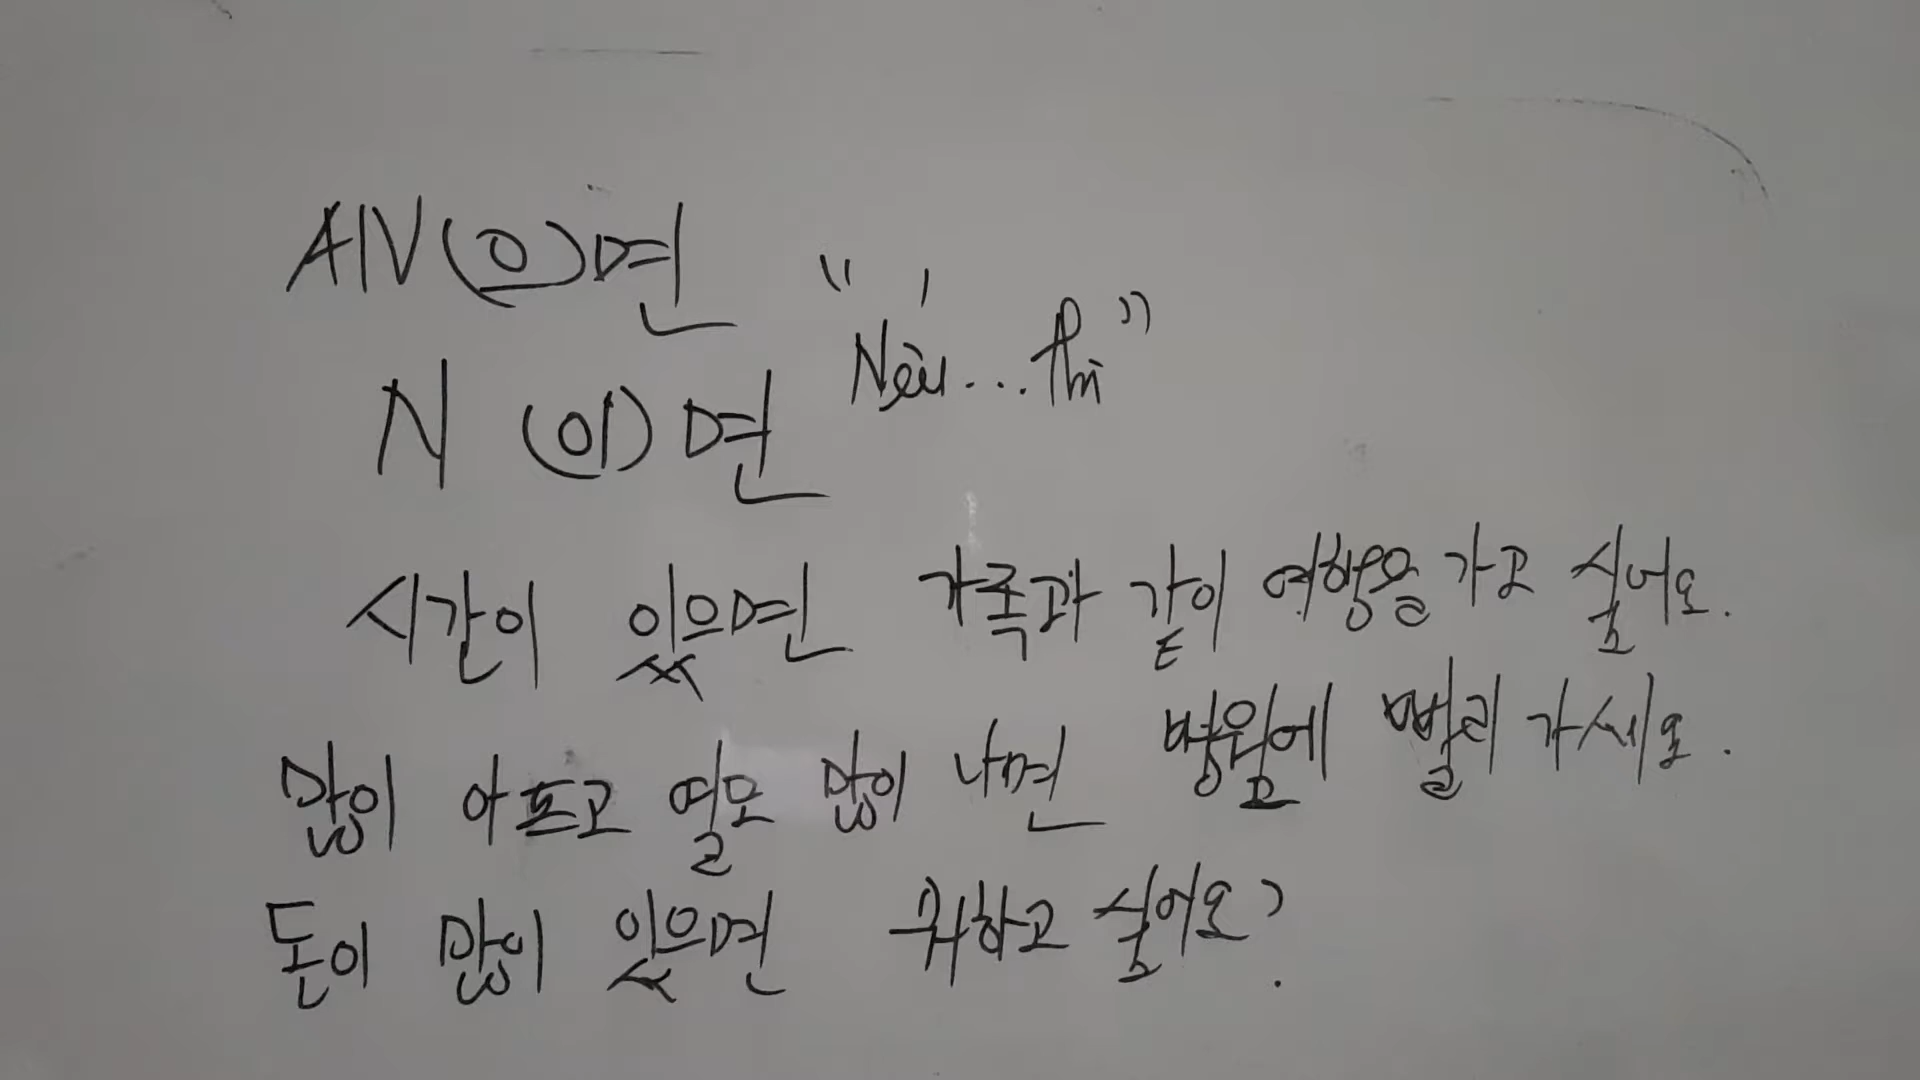 A/V(으)면
"Nếu...thì"
N (이)면
시간이 있으면 가족과 같이 여행을 가고 싶어요.
많이 아프고 열도 많이 나면 병원에 빨리 가세요.
돈이 많이 있으면 뭐하고 싶어요?